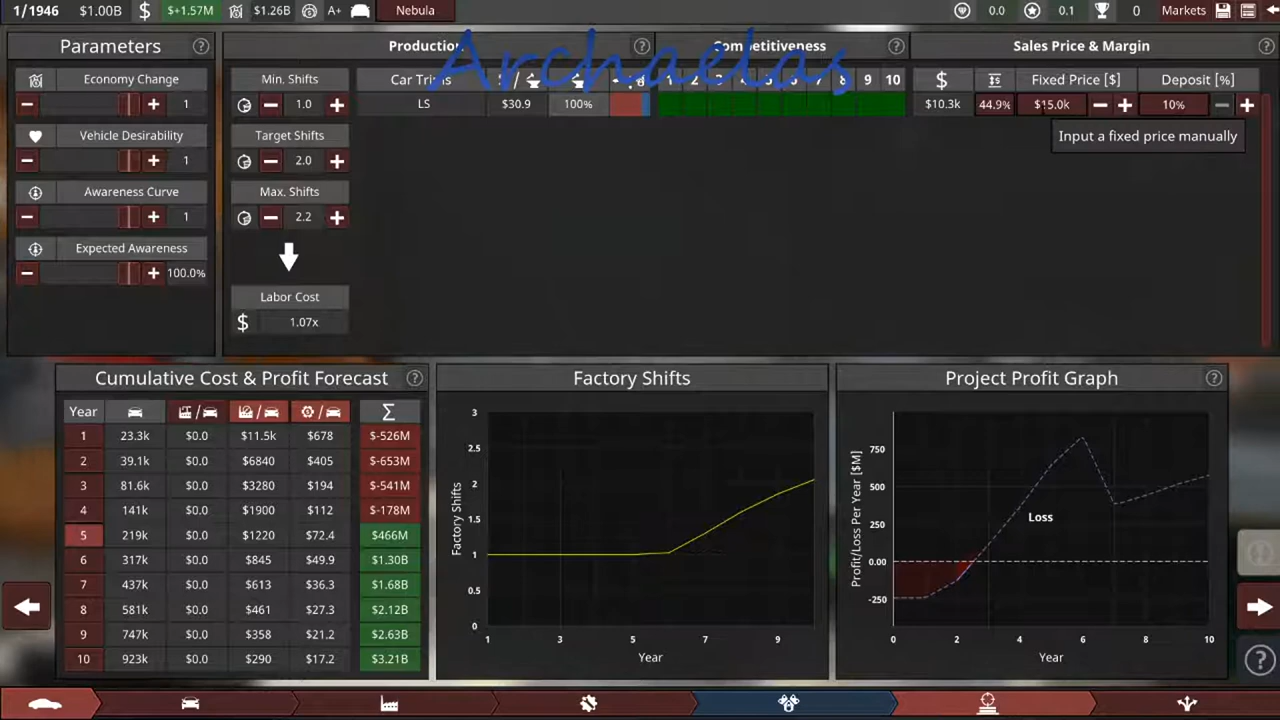 1/1946 $1.00B $ $+1.57M $1.26B A+ Nebula 0.0 0.1 0 Markets
Parameters ?
Economy Change
1
Vehicle Desirability
1
Awareness Curve
1
Expected Awareness
100.0%
Production ? Competitiveness ? Sales Price & Margin ?
Archaelas
Min. Shifts
1.0
Target Shifts
2.0
Max. Shifts
2.2
Labor Cost
$ 1.07x
Car Trims 1 2 3 4 5 6 7 8 9 10 $ Fixed Price [$] Deposit [%]
LS $30.9 100% $10.3k 44.9% $15.0k 10%
Input a fixed price manually
Cumulative Cost & Profit Forecast ?
Year Σ
1 23.3k $0.0 $11.5k $678 $-526M
2 39.1k $0.0 $6840 $405 $-653M
3 81.6k $0.0 $3280 $194 $-541M
4 141k $0.0 $1900 $112 $-178M
5 219k $0.0 $1220 $72.4 $466M
6 317k $0.0 $845 $49.9 $1.30B
7 437k $0.0 $613 $36.3 $1.68B
8 581k $0.0 $461 $27.3 $2.12B
9 747k $0.0 $358 $21.2 $2.63B
10 923k $0.0 $290 $17.2 $3.21B
Factory Shifts
3
2.5
2
1.5
1
0.5
0
Factory Shifts
1 3 5 7 9
Year
Project Profit Graph ?
750
500
250
0.00
-250
Profit/Loss Per Year [$M]
Loss
0 2 4 6 8 10
Year
?